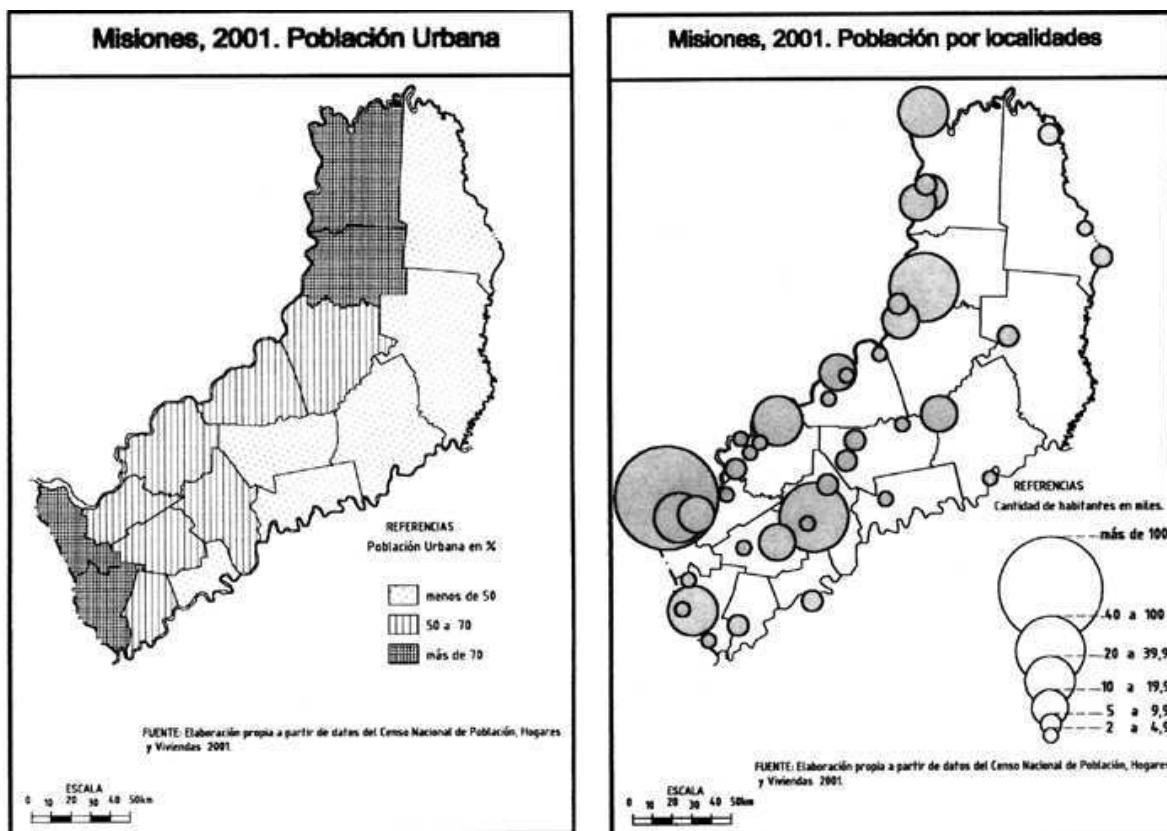 Misiones, 2001. Población Urbana
REFERENCIAS
Población Urbana en %
menos de 50
50 a 70
más de 70
FUENTE: Elaboración propia a partir de datos del Censo Nacional de Población, Hogares
y Viviendas 2001.
ESCALA
0 10 20 30 40 50km
Misiones, 2001. Población por localidades
REFERENCIAS
Cantidad de habitantes en miles.
más de 100
40 a 100
20 a 39,9
10 a 19,9
5 a 9,9
2 a 4,9
FUENTE: Elaboración propia a partir de datos del Censo Nacional de Población, Hogares
y Viviendas 2001.
ESCALA
0 10 20 30 40 50km